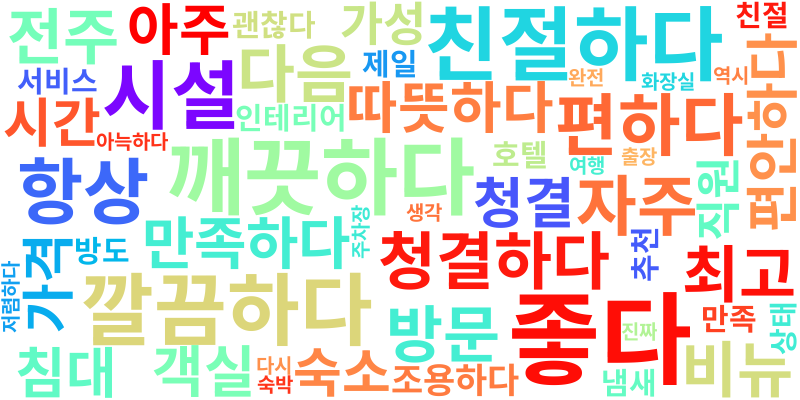 전주
아주
괜찮다
가성
친절하다
친절
서비스
시설
다음
제일
완전
화장실
역시
편안하다
시간
아늑하다
인테리어
따뜻하다
편하다
항상
깨끗하다
호텔
여행
출장
청결
자주
직원
가격
방도
만족하다
주차장
생각
청결하다
추천
최고
저렴하다
깔끔하다
방문
좋다
진짜
만족
상태
침대
객실
다시
숙박
숙소
조용하다
냄새
비뉴